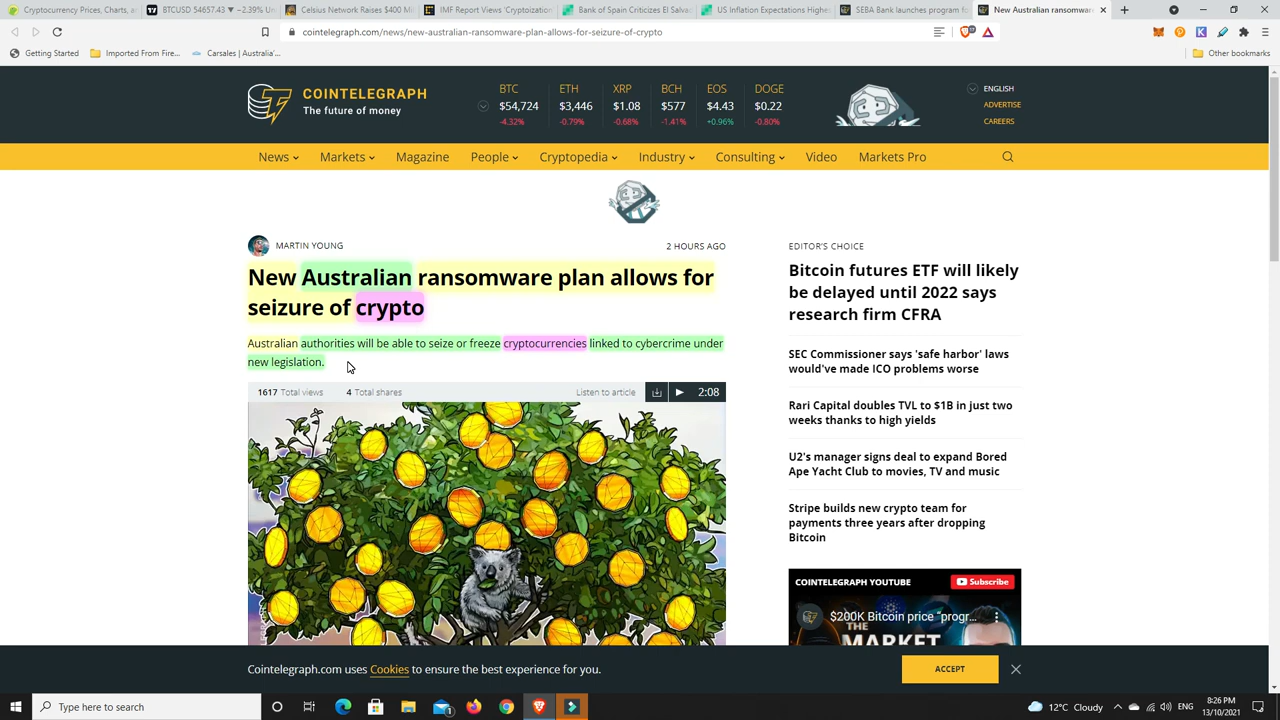 Cryptocurrency Prices, Charts, a
BTCUSD 54657.43 ▼ −2.39% Un
Celsius Network Raises $400 Mi
IMF Report Views 'Cryptoization
Bank of Spain Criticizes El Salva
US Inflation Expectations Highe
SEBA Bank launches program fo
New Australian ransomware
cointelegraph.com/news/new-australian-ransomware-plan-allows-for-seizure-of-crypto
Getting Started
Imported From Fire...
Carsales | Australia'...
Other bookmarks
COINTELEGRAPH
The future of money
BTC ETH XRP BCH EOS DOGE
$54,724 $3,446 $1.08 $577 $4.43 $0.22
-4.32% -0.79% -0.68% -1.41% +0.96% -0.80%
ENGLISH
ADVERTISE
CAREERS
News Markets Magazine People Cryptopedia Industry Consulting Video Markets Pro
MARTIN YOUNG
2 HOURS AGO
New Australian ransomware plan allows for
seizure of crypto
Australian authorities will be able to seize or freeze cryptocurrencies linked to cybercrime under
new legislation.
1617 Total views 4 Total shares Listen to article 2:08
EDITOR'S CHOICE
Bitcoin futures ETF will likely
be delayed until 2022 says
research firm CFRA
SEC Commissioner says 'safe harbor' laws
would've made ICO problems worse
Rari Capital doubles TVL to $1B in just two
weeks thanks to high yields
U2's manager signs deal to expand Bored
Ape Yacht Club to movies, TV and music
Stripe builds new crypto team for
payments three years after dropping
Bitcoin
COINTELEGRAPH YOUTUBE
Subscribe
$200K Bitcoin price "progr...
THE
MARKET
Cointelegraph.com uses Cookies to ensure the best experience for you.
ACCEPT
Type here to search
12°C Cloudy
8:26 PM
13/10/2021